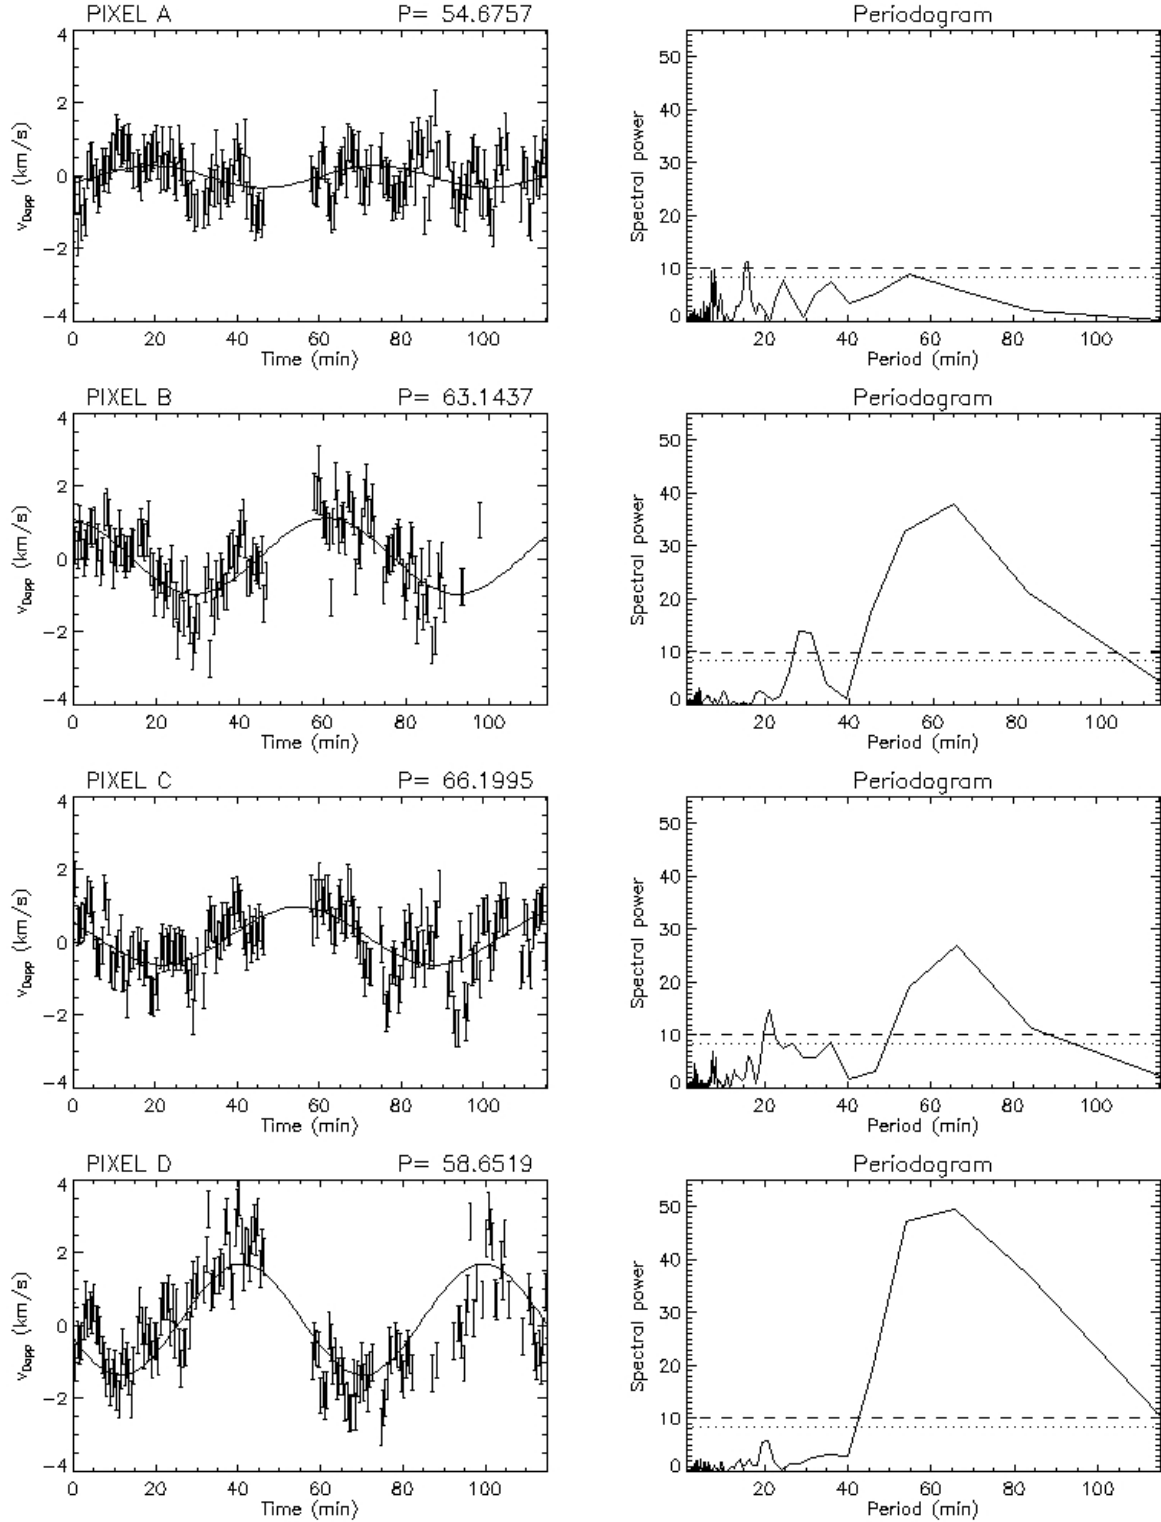 PIXEL A P= 54.6757 Periodogram
4
2
0
-2
-4
v_Dopp (km/s)
0 20 40 60 80 100
Time (min)
50
40
30
20
10
0
Spectral power
20 40 60 80 100
Period (min)
PIXEL B P= 63.1437 Periodogram
4
2
0
-2
-4
v_Dopp (km/s)
0 20 40 60 80 100
Time (min)
50
40
30
20
10
0
Spectral power
20 40 60 80 100
Period (min)
PIXEL C P= 66.1995 Periodogram
4
2
0
-2
-4
v_Dopp (km/s)
0 20 40 60 80 100
Time (min)
50
40
30
20
10
0
Spectral power
20 40 60 80 100
Period (min)
PIXEL D P= 58.6519 Periodogram
4
2
0
-2
-4
v_Dopp (km/s)
0 20 40 60 80 100
Time (min)
50
40
30
20
10
0
Spectral power
20 40 60 80 100
Period (min)